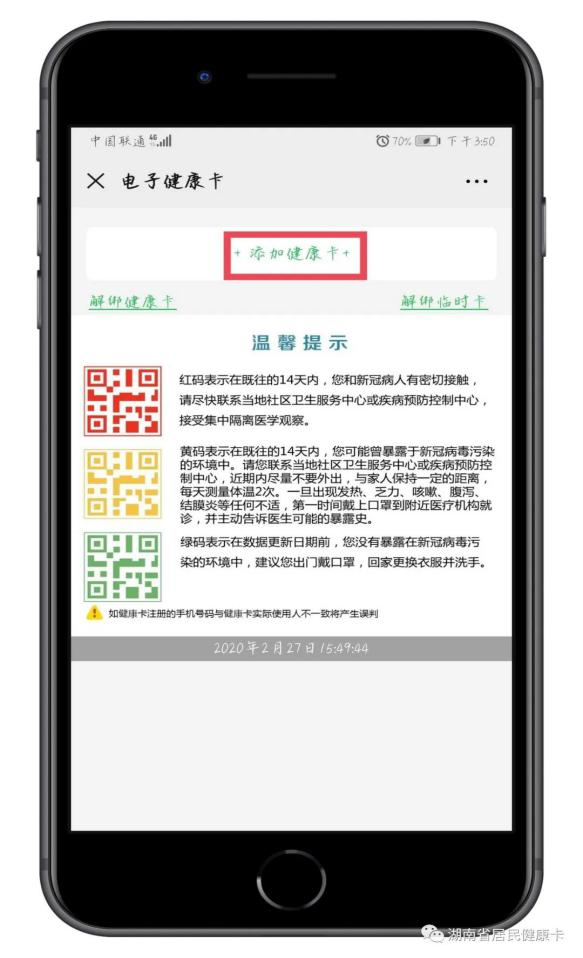 中国联通 4G 70% 下午3:50
× 电子健康卡 ...
+ 添加健康卡+
解绑健康卡 解绑临时卡
温馨提示
红码表示在既往的14天内，您和新冠病人有密切接触，
请尽快联系当地社区卫生服务中心或疾病预防控制中心，
接受集中隔离医学观察。
黄码表示在既往的14天内，您可能曾暴露于新冠病毒污染
的环境中。请您联系当地社区卫生服务中心或疾病预防控
制中心，近期内尽量不要外出，与家人保持一定的距离，
每天测量体温2次。一旦出现发热、乏力、咳嗽、腹泻、
结膜炎等任何不适，第一时间戴上口罩到附近医疗机构就
诊，并主动告诉医生可能的暴露史。
绿码表示在数据更新日期前，您没有暴露在新冠病毒污
染的环境中，建议您出门戴口罩，回家更换衣服并洗手。
如健康卡注册的手机号码与健康卡实际使用人不一致将产生误判
2020年2月27日 15:49:44
湖南省居民健康卡